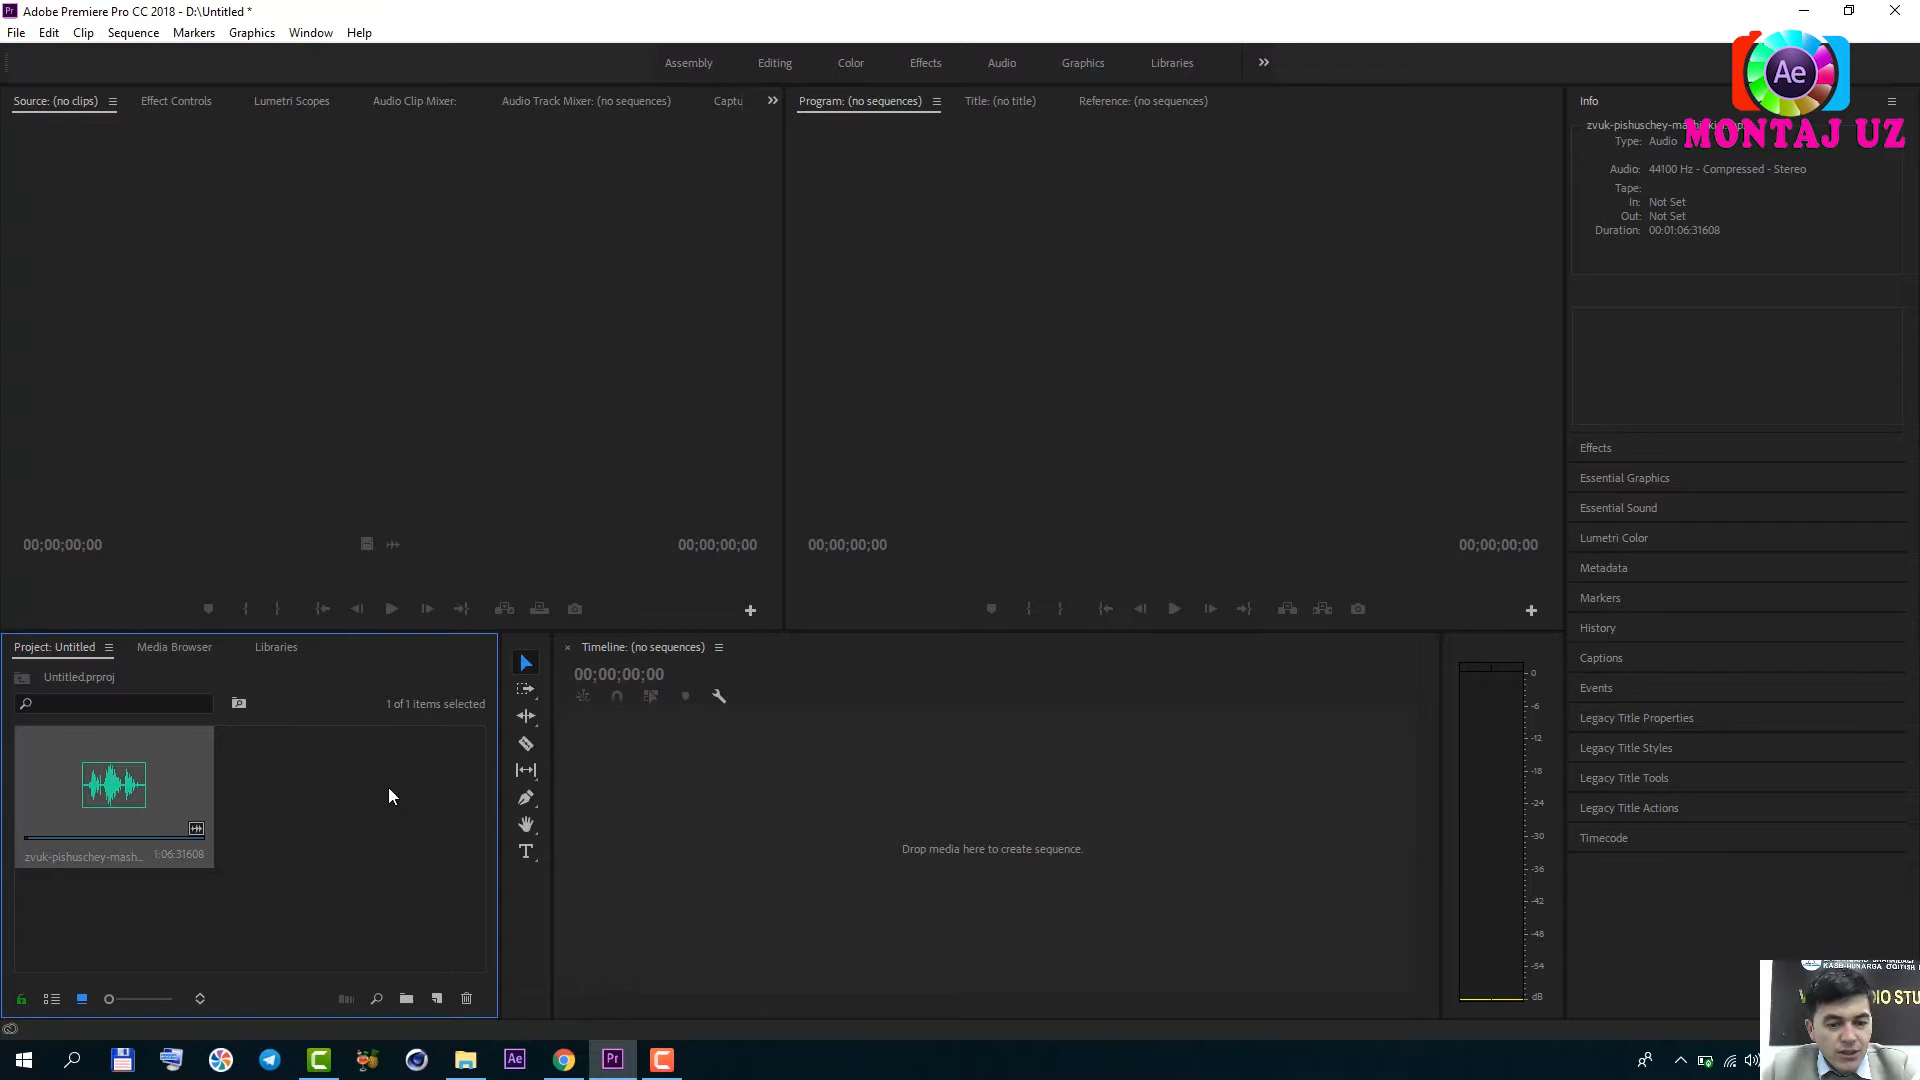 Adobe Premiere Pro CC 2018 - D:\Untitled *
File Edit Clip Sequence Markers Graphics Window Help
Assembly Editing Color Effects Audio Graphics Libraries
Ae
MONTAJ UZ
Source: (no clips) Effect Controls Lumetri Scopes Audio Clip Mixer: Audio Track Mixer: (no sequences) Captu
Program: (no sequences) Title: (no title) Reference: (no sequences)
Info
Type: Audio
Audio: 44100 Hz - Compressed - Stereo
Tape:
In: Not Set
Out: Not Set
Duration: 00:01:06:31608
Effects
Essential Graphics
Essential Sound
Lumetri Color
Metadata
Markers
History
Captions
Events
Legacy Title Properties
Legacy Title Styles
Legacy Title Tools
Legacy Title Actions
Timecode
00;00;00;00 00;00;00;00
00;00;00;00 00;00;00;00
Project: Untitled Media Browser Libraries
Untitled.prproj
1 of 1 items selected
zvuk-pishuschey-mash... 1:06:31608
Timeline: (no sequences)
00;00;00;00
Drop media here to create sequence.
0
-6
-12
-18
-24
-30
-36
-42
-48
-54
dB
Ae Pr